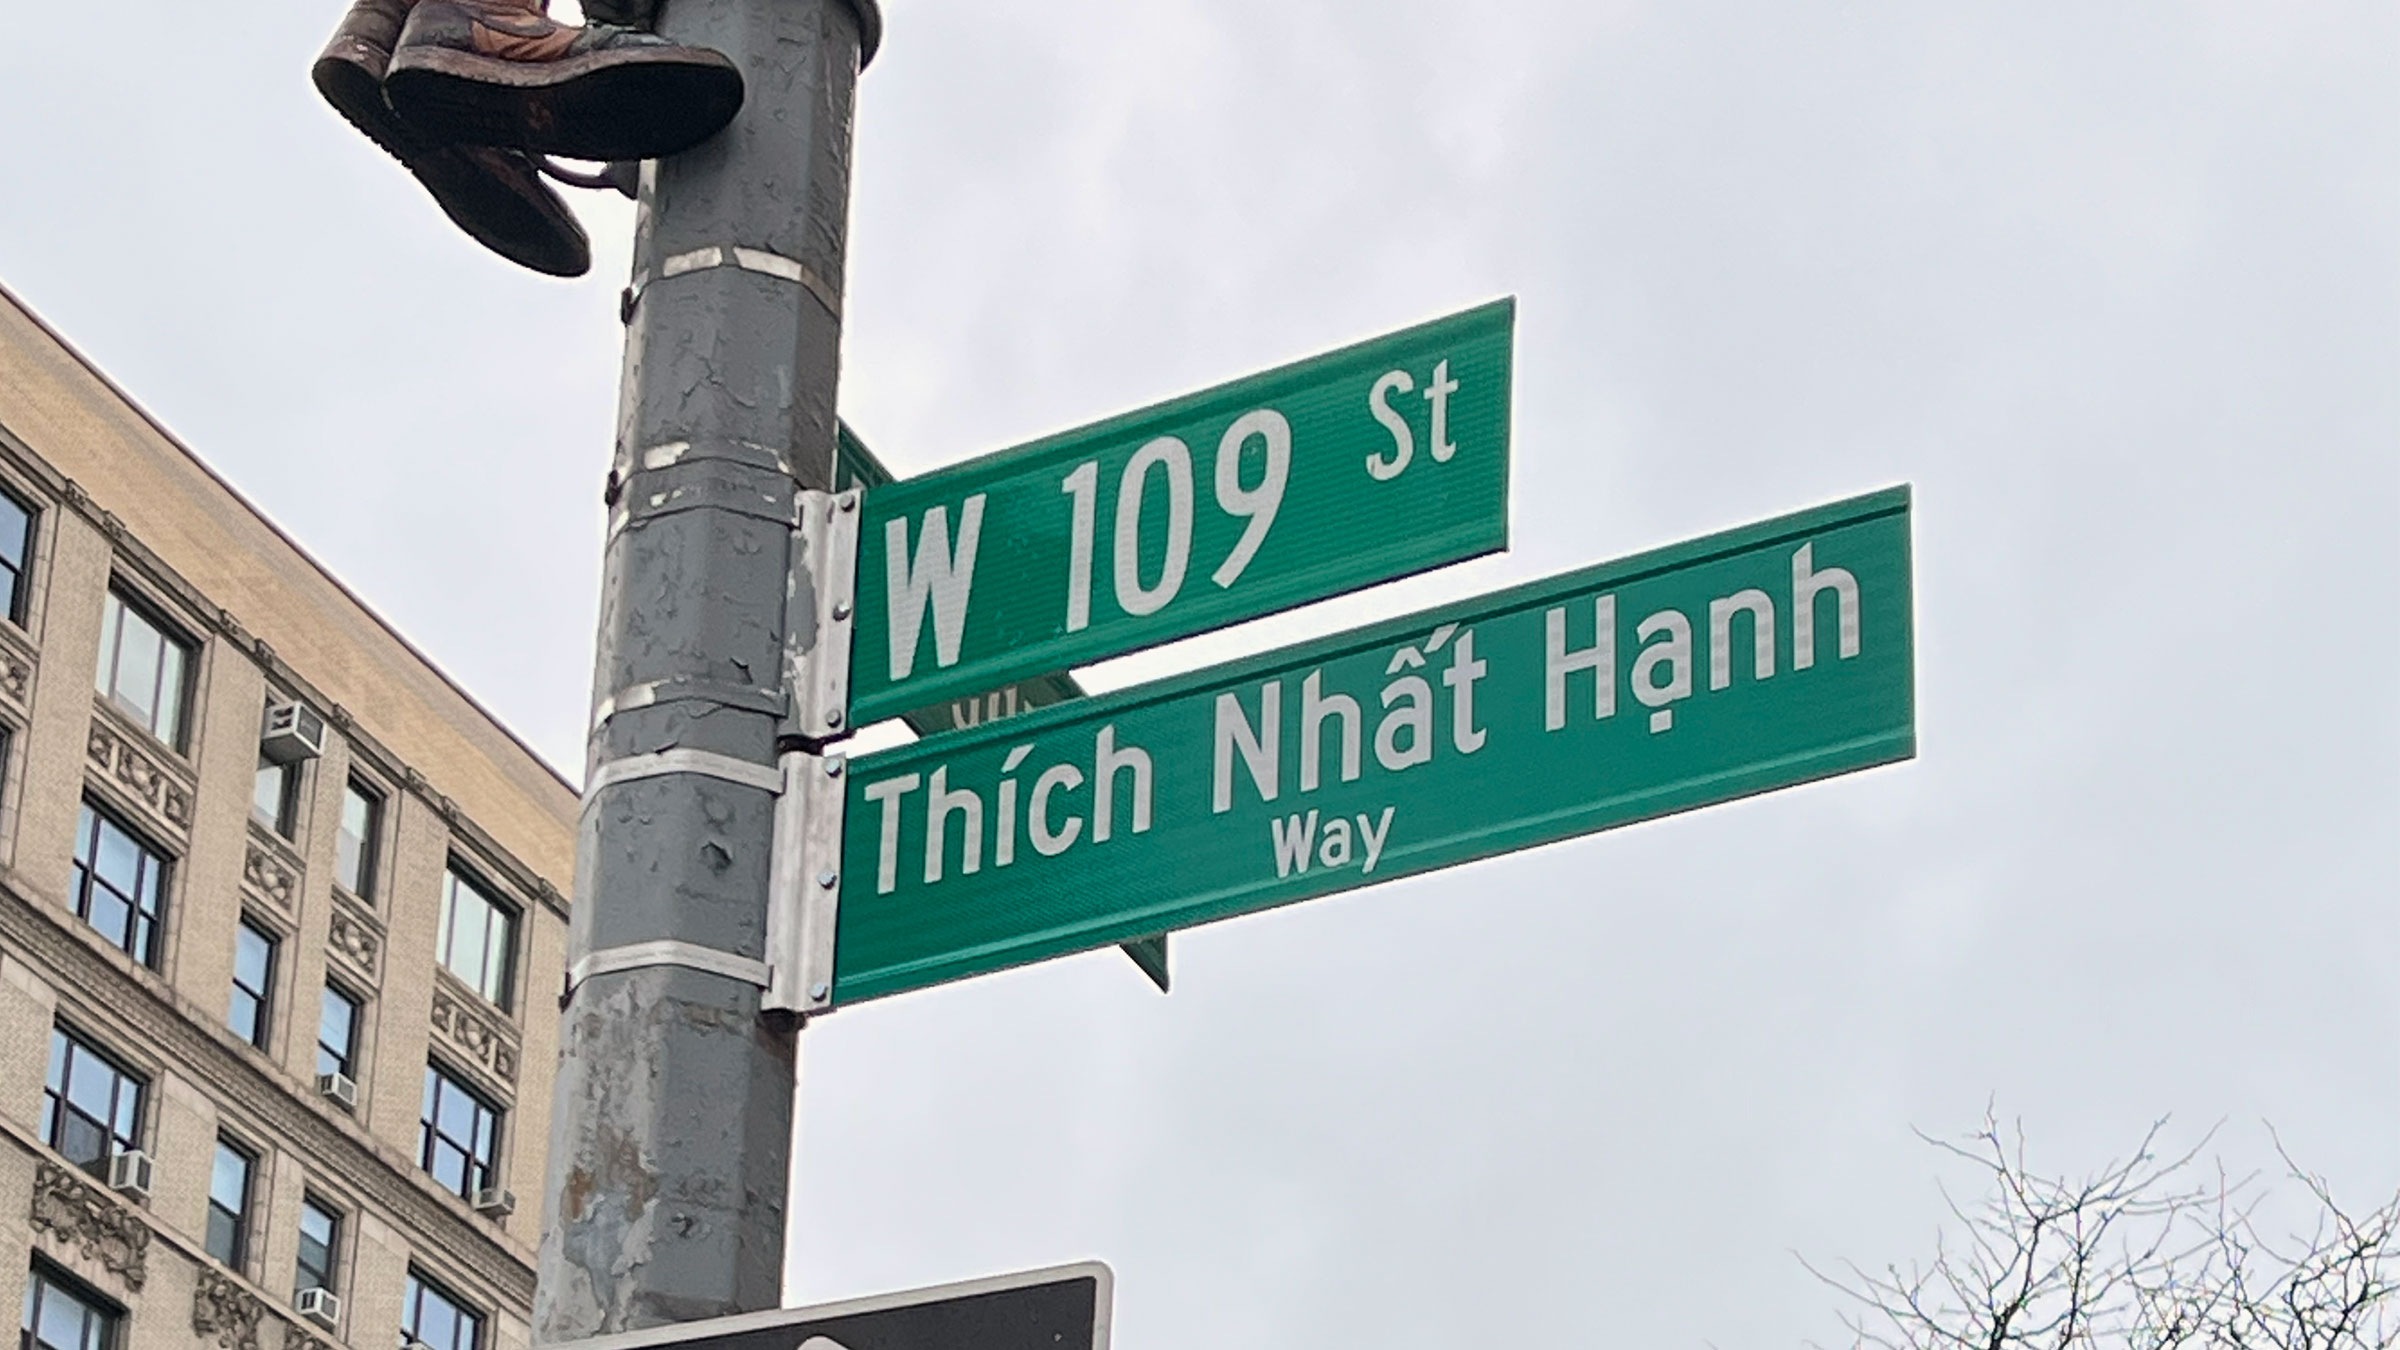 W 109 St
Thích Nhất Hạnh
Way